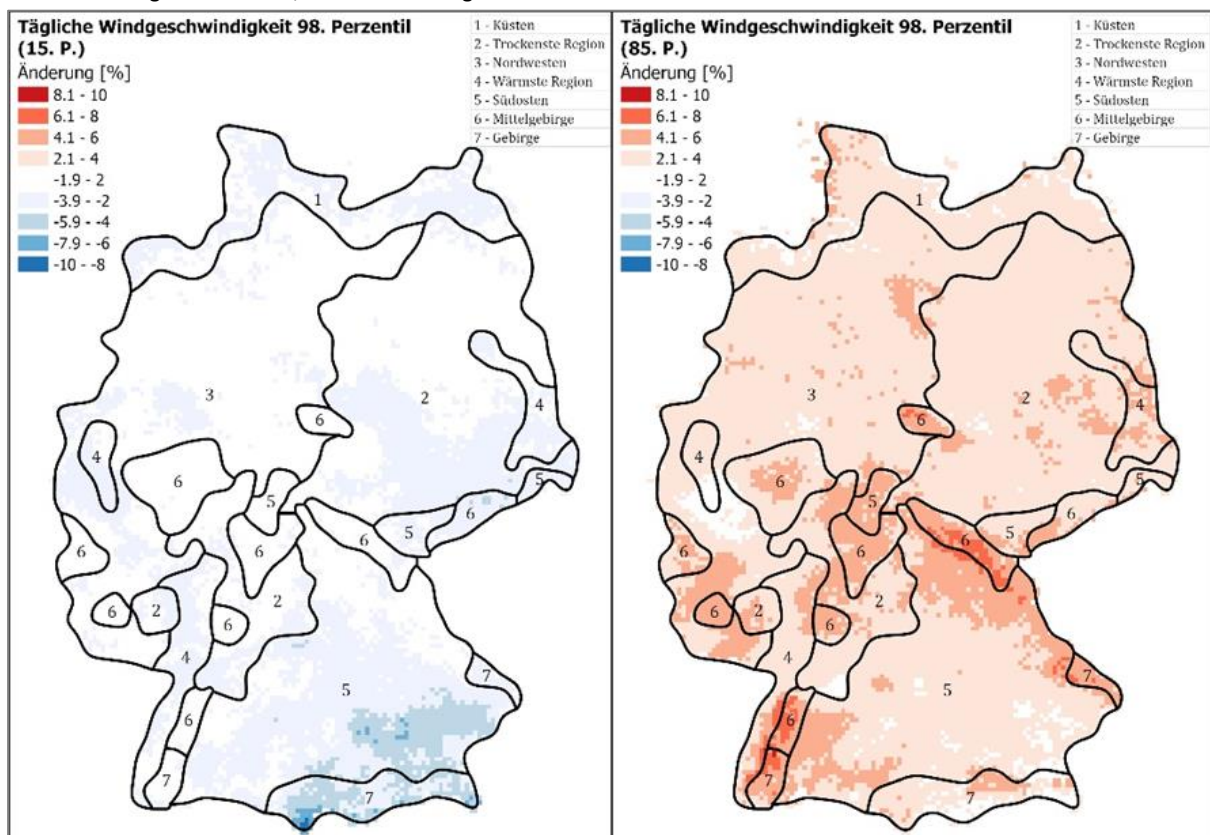 Tägliche Windgeschwindigkeit 98. Perzentil
(15. P.)
Änderung [%]
8.1 - 10
6.1 - 8
4.1 - 6
2.1 - 4
-1.9 - 2
-3.9 - -2
-5.9 - -4
-7.9 - -6
-10 - -8
1 - Küsten
2 - Trockenste Region
3 - Nordwesten
4 - Wärmste Region
5 - Südosten
6 - Mittelgebirge
7 - Gebirge
1
3
2
4
6
4
6
5
5
6
5
6
6
6
6
2
2
6
4
5
7
6
7
7
Tägliche Windgeschwindigkeit 98. Perzentil
(85. P.)
Änderung [%]
8.1 - 10
6.1 - 8
4.1 - 6
2.1 - 4
-1.9 - 2
-3.9 - -2
-5.9 - -4
-7.9 - -6
-10 - -8
1 - Küsten
2 - Trockenste Region
3 - Nordwesten
4 - Wärmste Region
5 - Südosten
6 - Mittelgebirge
7 - Gebirge
1
3
2
4
6
4
6
5
5
6
5
6
6
6
6
2
2
6
4
5
7
6
7
7